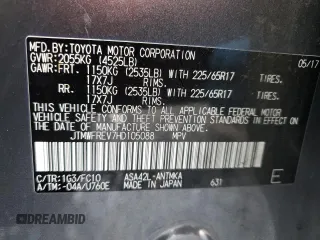 MFD.BY:TOYOTA MOTOR CORPORATION
GVWR: 2055KG (4525LB) 05/17
GAWR:FRT. 1150KG (2535LB) WITH 225/65R17 TIRES.
17X7J RIMS.
RR. 1150KG (2535LB) WITH 225/65R17 TIRES.
17X7J RIMS.
THIS VEHICLE CONFORMS TO ALL APPLICABLE FEDERAL MOTOR
VEHICLE SAFETY, BUMPER, AND THEFT PREVENTION STANDARDS
IN EFFECT ON THE DATE OF MANUFACTURE SHOWN ABOVE.
JTMWFREV7HD105088 MPV
C/TR:1G3/FC10 ASA42L-ANTMKA
A/TM:-04A/U760E MADE IN JAPAN 631 E